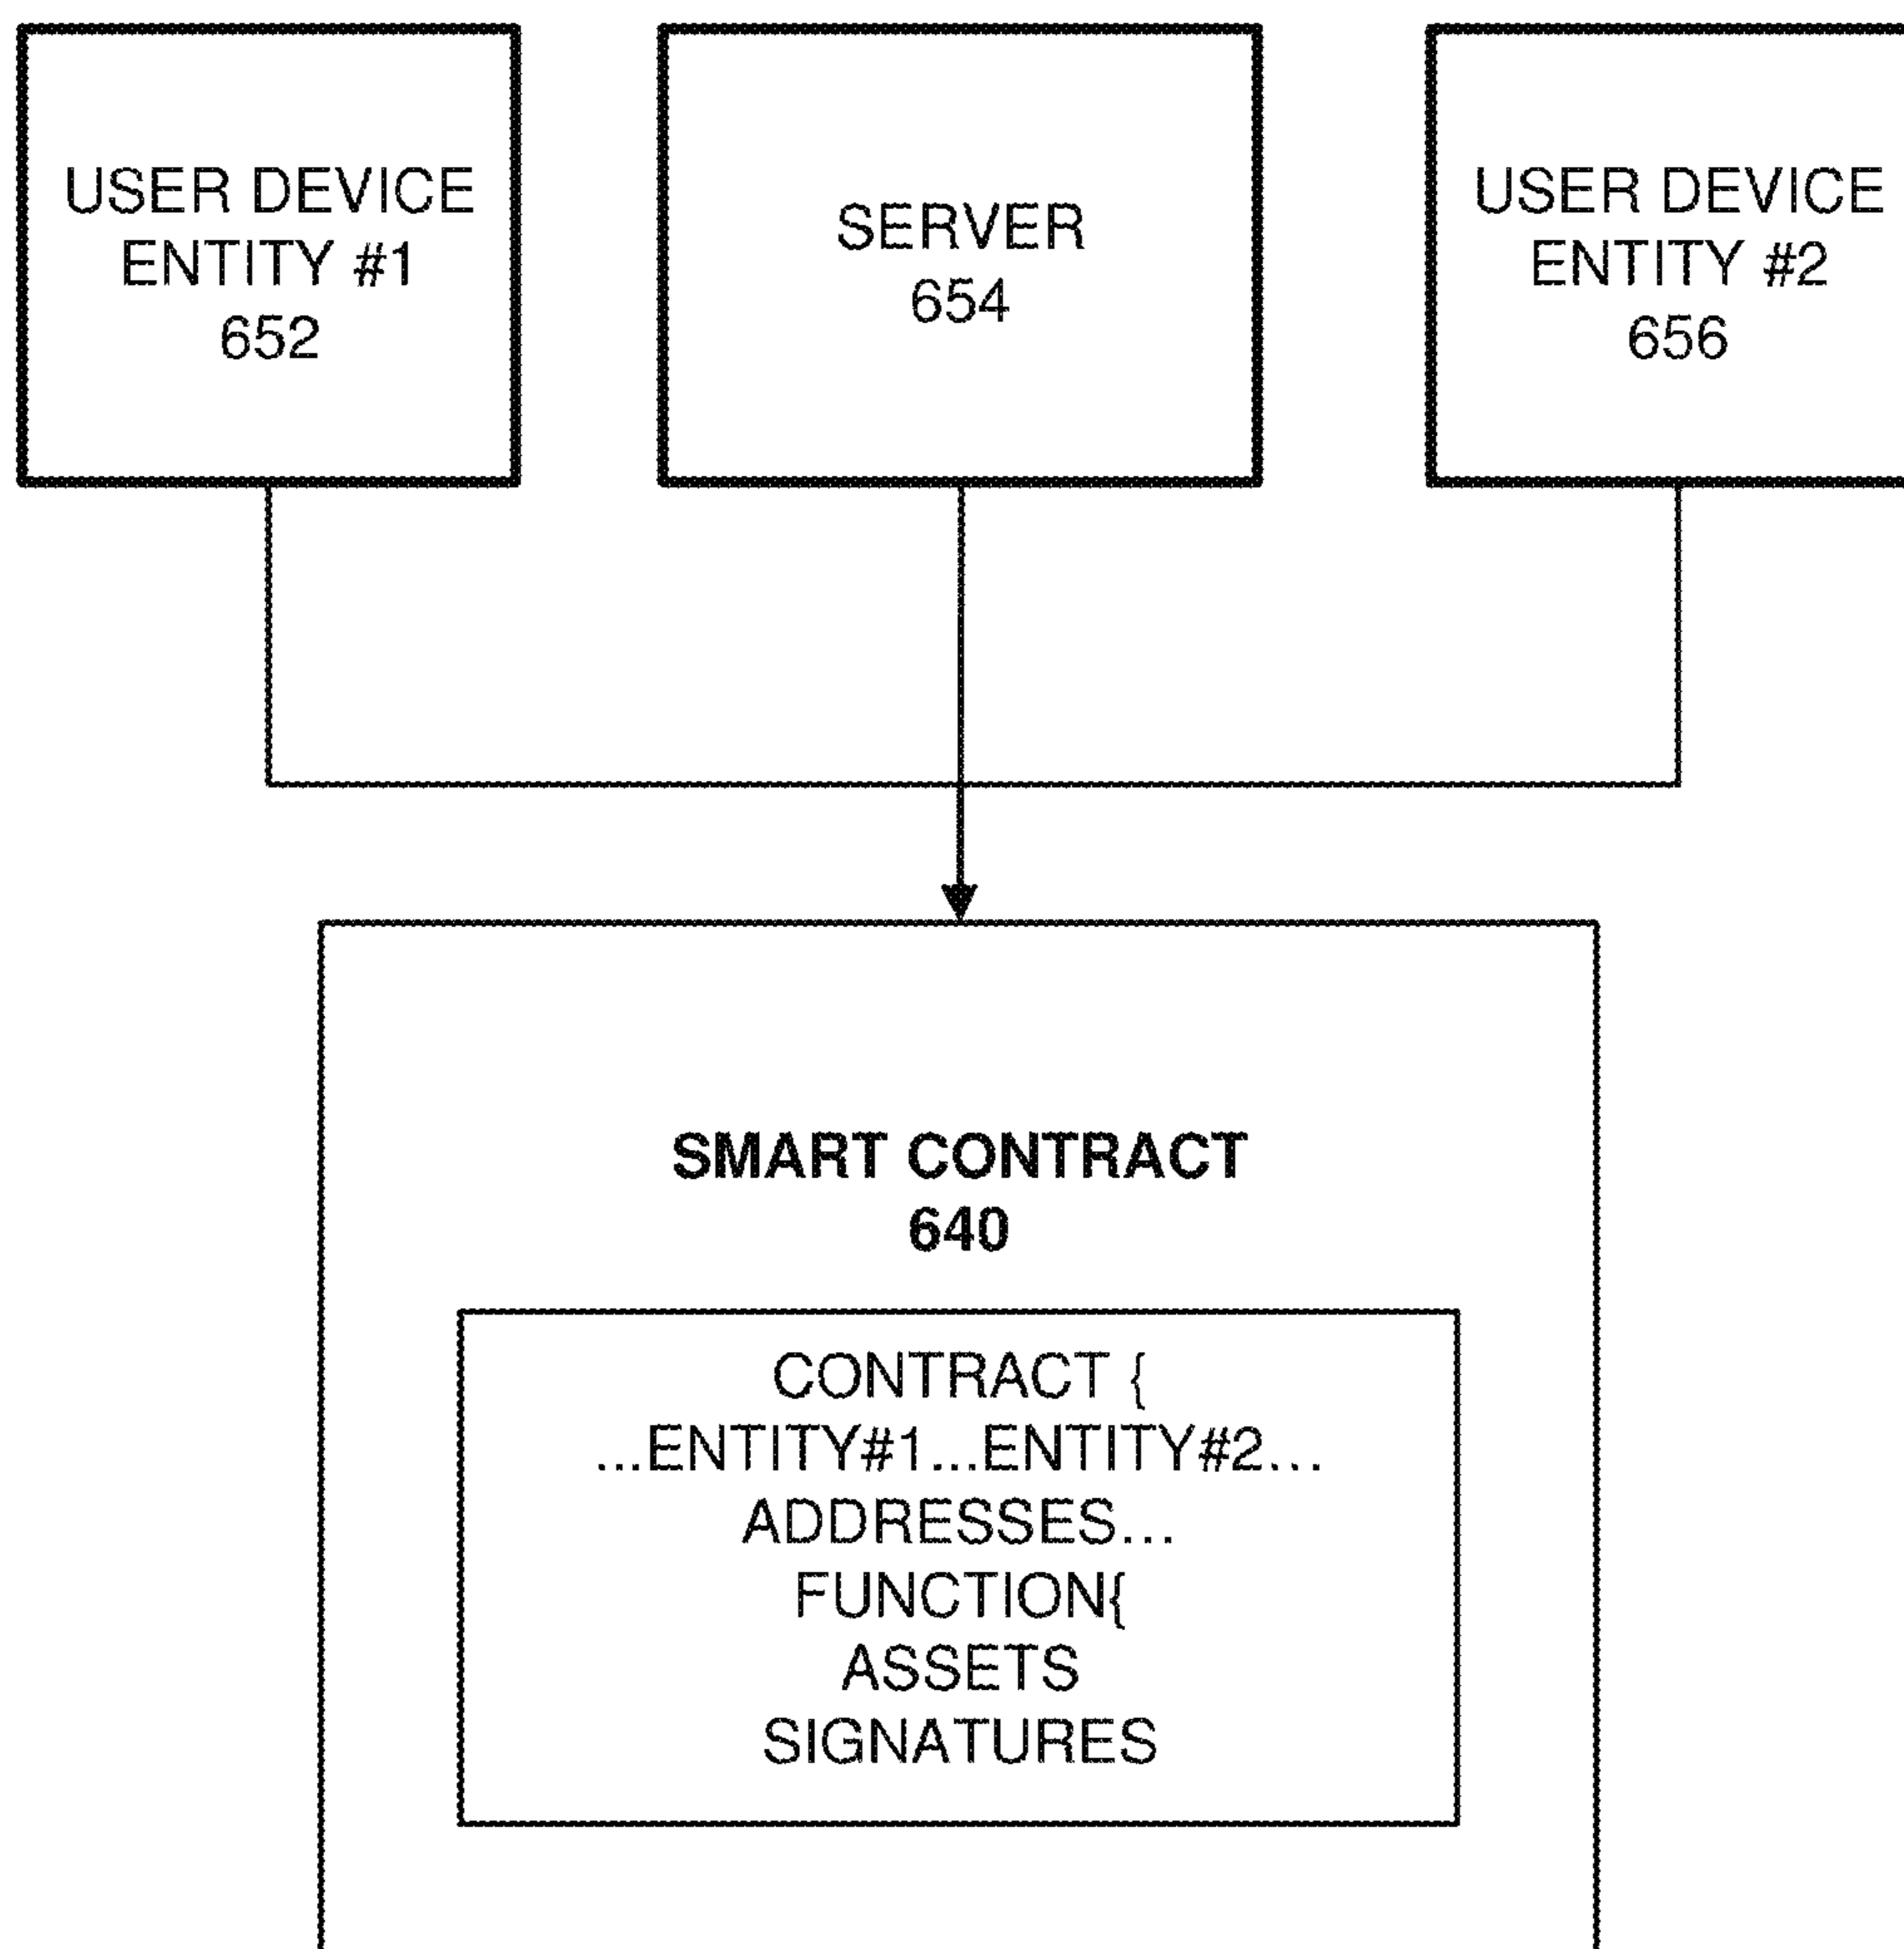 USER DEVICE
ENTITY #1
652
SERVER
654
USER DEVICE
ENTITY #2
656
SMART CONTRACT
640
CONTRACT {
...ENTITY#1...ENTITY#2...
ADDRESSES...
FUNCTION{
ASSETS
SIGNATURES